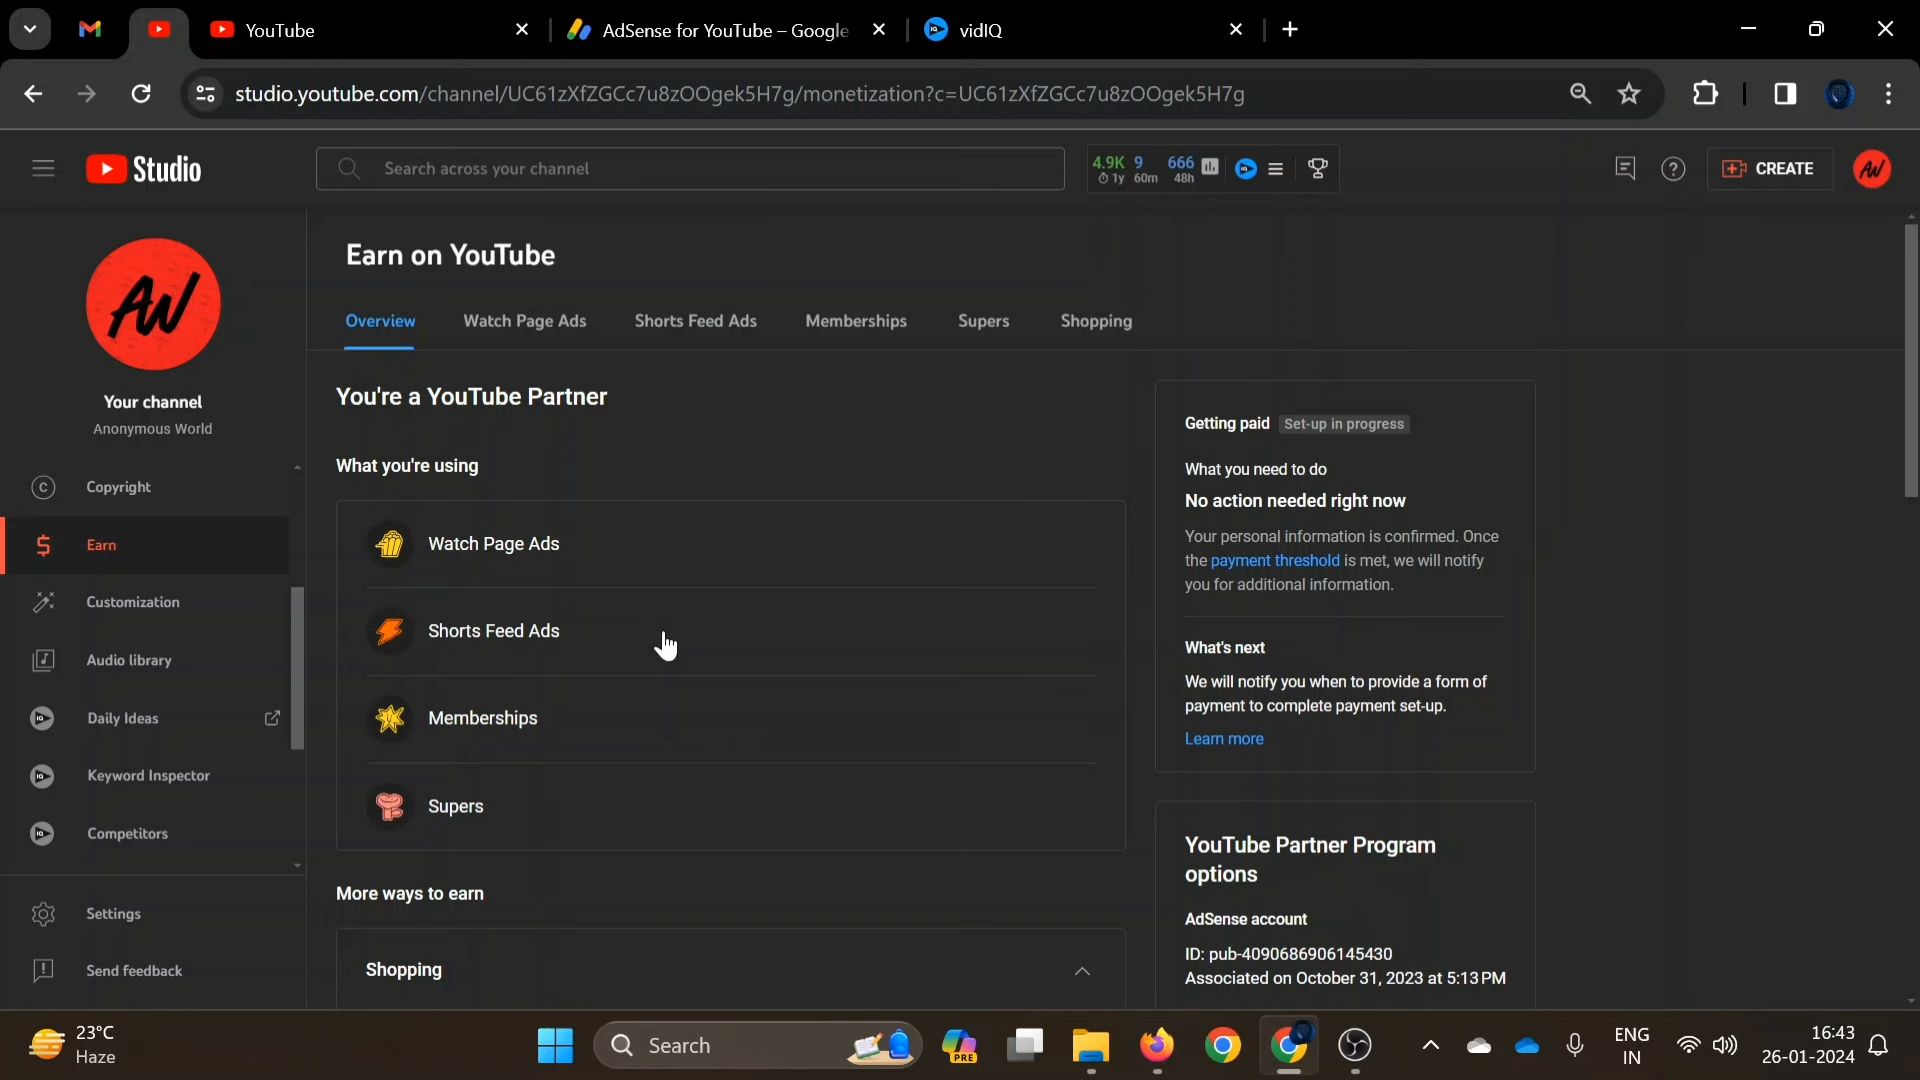 YouTube
AdSense for YouTube – Google
vidIQ
studio.youtube.com/channel/UC61zXfZGCc7u8zOOgek5H7g/monetization?c=UC61zXfZGCc7u8zOOgek5H7g
Studio
Search across your channel
4.9K 9 666
1y 60m 48h
CREATE
AW
AW
Your channel
Anonymous World
Copyright
Earn
Customization
Audio library
Daily Ideas
Keyword Inspector
Competitors
Settings
Send feedback
Earn on YouTube
Overview Watch Page Ads Shorts Feed Ads Memberships Supers Shopping
You're a YouTube Partner
What you're using
Watch Page Ads
Shorts Feed Ads
Memberships
Supers
More ways to earn
Shopping
Getting paid Set-up in progress
What you need to do
No action needed right now
Your personal information is confirmed. Once
the payment threshold is met, we will notify
you for additional information.
What's next
We will notify you when to provide a form of
payment to complete payment set-up.
Learn more
YouTube Partner Program
options
AdSense account
ID: pub-4090686906145430
Associated on October 31, 2023 at 5:13 PM
23°C
Haze
Search
PRE
ENG
IN
16:43
26-01-2024